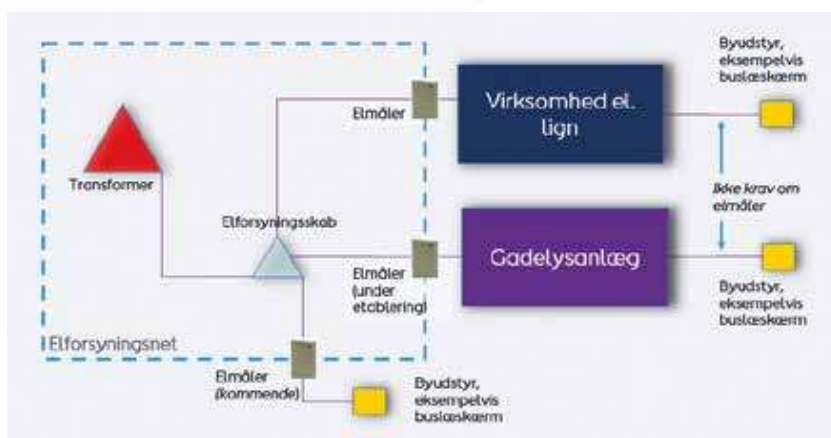 Byudstyr,
eksempelvis
buslæskærm
Elmåler
Virksomhed el.
lign
Transformer
Ikke krav om
elmåler
Elforsyningsskab
Elmåler
(under
etablering)
Gadelysanlæg
Byudstyr,
eksempelvis
buslæskærm
Elforsyningsnet
Elmåler
(kommende)
Byudstyr,
eksempelvis
buslæskærm